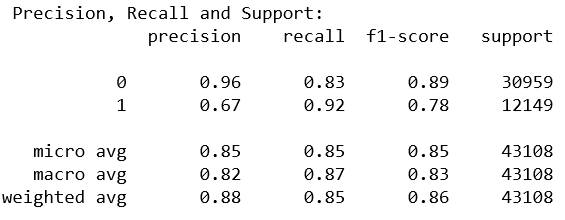 Precision, Recall and Support:
precision recall f1-score support
0 0.96 0.83 0.89 30959
1 0.67 0.92 0.78 12149
micro avg 0.85 0.85 0.85 43108
macro avg 0.82 0.87 0.83 43108
weighted avg 0.88 0.85 0.86 43108